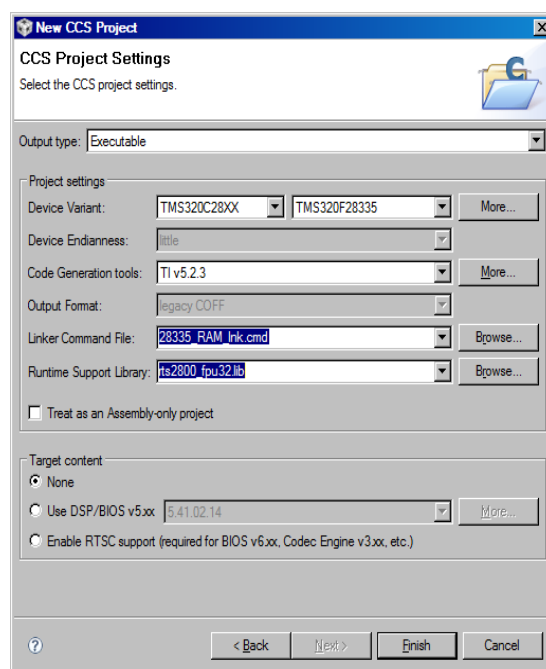 New CCS Project
CCS Project Settings
Select the CCS project settings.
Output type: Executable
Project settings
Device Variant: TMS320C28XX TMS320F28335 More...
Device Endianness: little
Code Generation tools: TI v5.2.3 More...
Output Format: legacy COFF
Linker Command File: 28335_RAM_lnk.cmd Browse...
Runtime Support Library: rts2800_fpu32.lib Browse...
Treat as an Assembly-only project
Target content
None
Use DSP/BIOS v5.xx 5.41.02.14 More...
Enable RTSC support (required for BIOS v6.xx, Codec Engine v3.xx, etc.)
? < Back Next > Finish Cancel